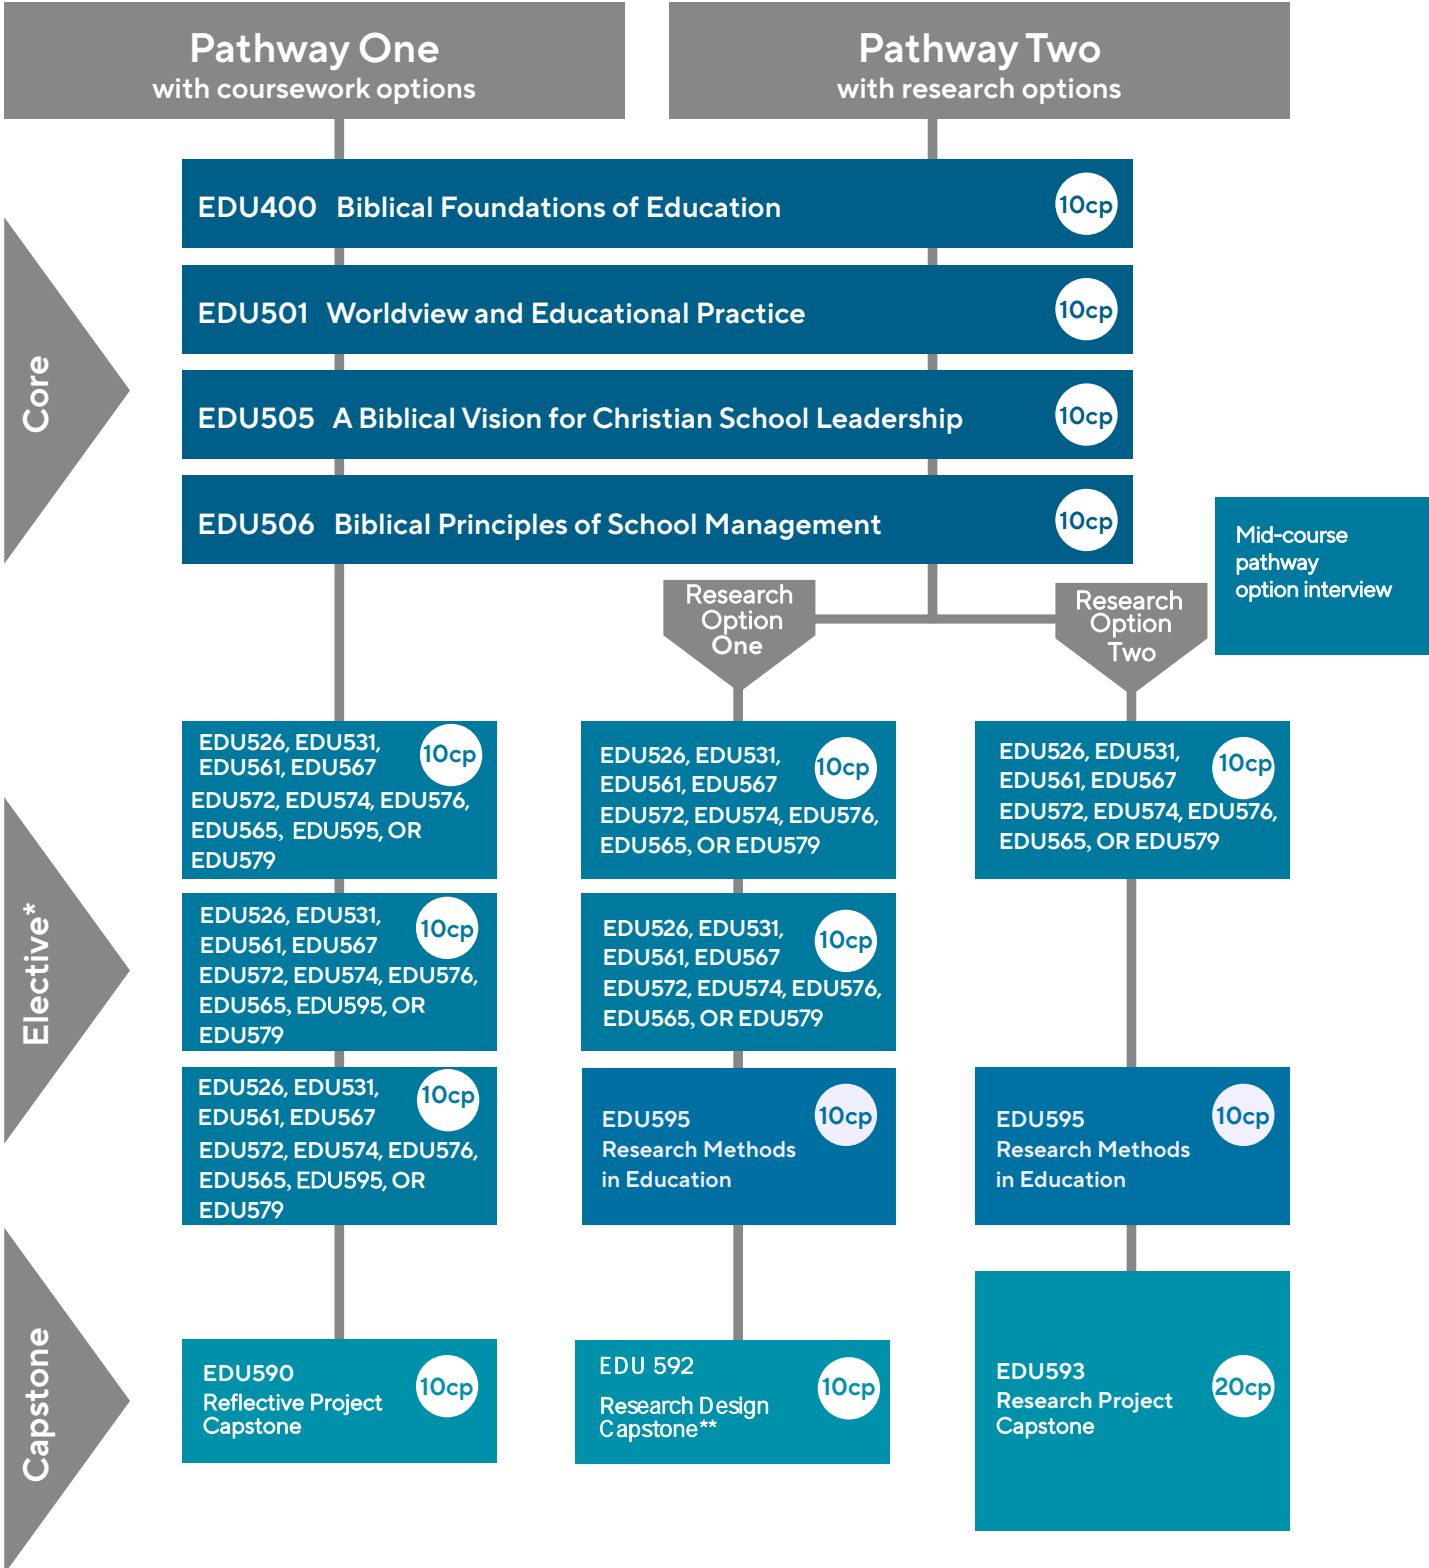 Pathway One
with coursework options
Pathway Two
with research options
Core
EDU400 Biblical Foundations of Education 10cp
EDU501 Worldview and Educational Practice 10cp
EDU505 A Biblical Vision for Christian School Leadership 10cp
EDU506 Biblical Principles of School Management 10cp
Mid-course
pathway
option interview
Research
Option
One
Research
Option
Two
Elective*
EDU526, EDU531,
EDU561, EDU567
10cp
EDU572, EDU574, EDU576,
EDU565, EDU595, OR
EDU579
EDU526, EDU531,
EDU561, EDU567
10cp
EDU572, EDU574, EDU576,
EDU565, OR EDU579
EDU526, EDU531,
EDU561, EDU567
10cp
EDU572, EDU574, EDU576,
EDU565, OR EDU579
EDU526, EDU531,
EDU561, EDU567
10cp
EDU572, EDU574, EDU576,
EDU565, EDU595, OR
EDU579
EDU526, EDU531,
EDU561, EDU567
10cp
EDU572, EDU574, EDU576,
EDU565, OR EDU579
EDU526, EDU531,
EDU561, EDU567
10cp
EDU572, EDU574, EDU576,
EDU565, EDU595, OR
EDU579
EDU595
Research Methods
in Education
10cp
EDU595
Research Methods
in Education
10cp
Capstone
EDU590
Reflective Project
Capstone
10cp
EDU 592
Research Design
Capstone**
10cp
EDU593
Research Project
Capstone
20cp